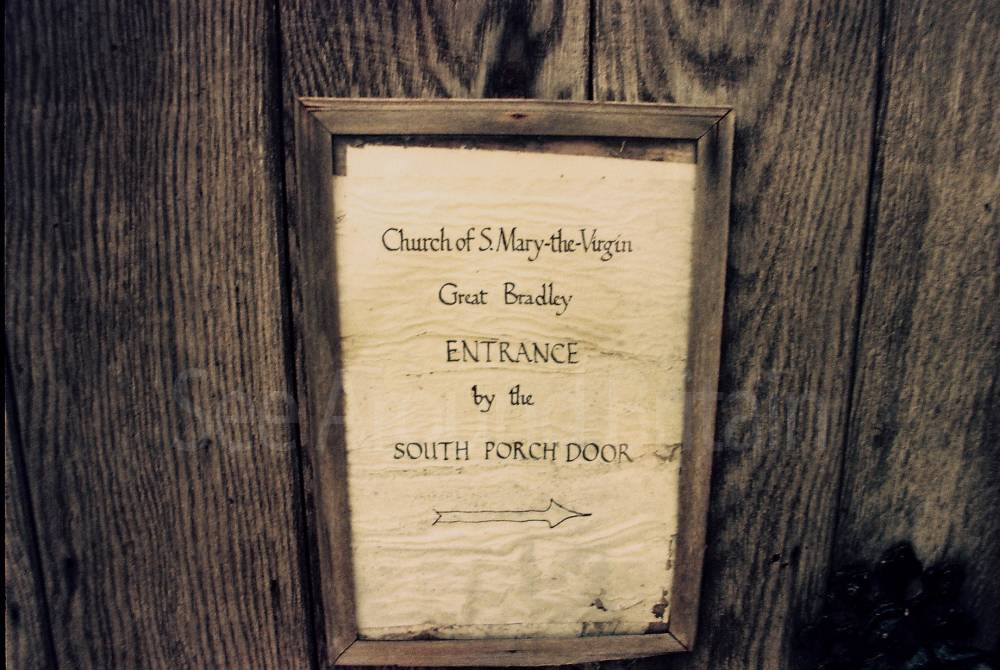 Church of S. Mary-the-Virgin
Great Bradley
ENTRANCE
by the
SOUTH PORCH DOOR